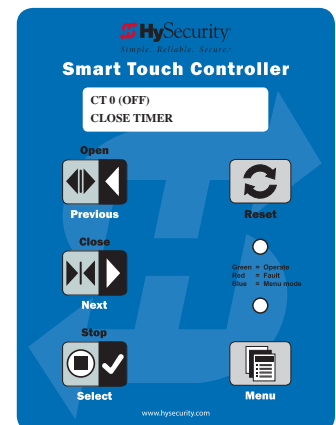 HySecurity
Simple. Reliable. Secure.
Smart Touch Controller
CT 0 (OFF)
CLOSE TIMER
Open
Previous
Reset
Close
Next
Green = Operate
Red = Fault
Blue = Menu mode
Stop
Select
Menu
www.hysecurity.com